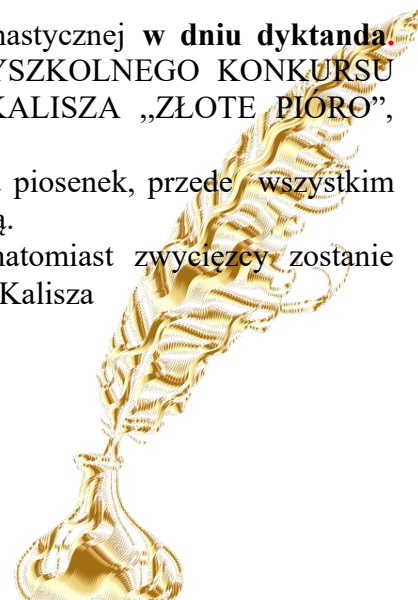 nastycznej w dniu dyktanda.
YSZKOLNEGO KONKURSU
KALISZA ,,ZŁOTE PIÓRO”,
piosenek, przede wszystkim
ą.
natomiast zwycięzcy zostanie
Kalisza